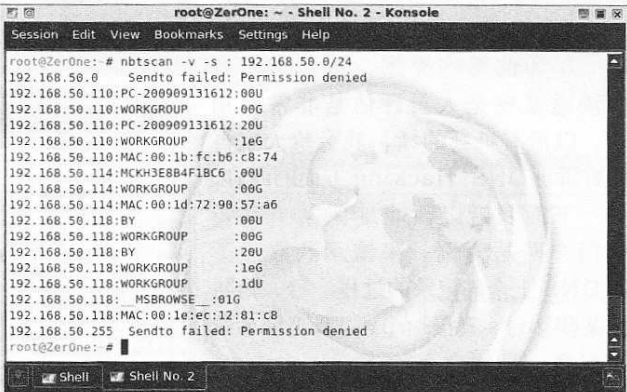 root@ZerOne: ~ - Shell No. 2 - Konsole
Session Edit View Bookmarks Settings Help
root@ZerOne:~# nbtscan -v -s : 192.168.50.0/24
192.168.50.0 Sendto failed: Permission denied
192.168.50.110:PC-200909131612:00U
192.168.50.110:WORKGROUP :00G
192.168.50.110:PC-200909131612:20U
192.168.50.110:WORKGROUP :1eG
192.168.50.110:MAC:00:1b:fc:b6:c8:74
192.168.50.114:MCKH3E8B4F1BC6 :00U
192.168.50.114:WORKGROUP :00G
192.168.50.114:MAC:00:1d:72:90:57:a6
192.168.50.118:BY :00U
192.168.50.118:WORKGROUP :00G
192.168.50.118:BY :20U
192.168.50.118:WORKGROUP :1eG
192.168.50.118:WORKGROUP :1dU
192.168.50.118:__MSBROWSE__:01G
192.168.50.118:MAC:00:1e:ec:12:81:c8
192.168.50.255 Sendto failed: Permission denied
root@ZerOne:~#
Shell Shell No. 2